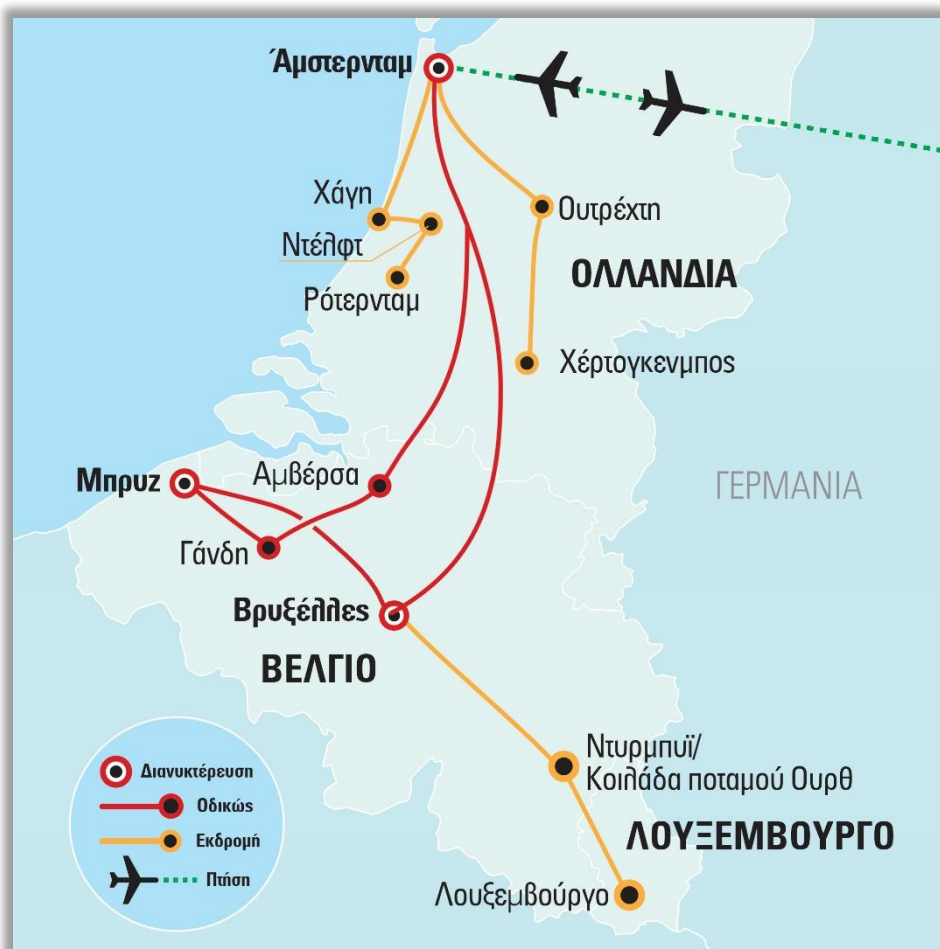 Άμστερνταμ
Χάγη
Ουτρέχτη
Ντέλφτ
ΟΛΛΑΝΔΙΑ
Ρότερνταμ
Χέρτογκενμπος
Μπρυζ
Αμβέρσα
ΓΕΡΜΑΝΙΑ
Γάνδη
Βρυξέλλες
ΒΕΛΓΙΟ
Ντυρμπυϊ/
Κοιλάδα ποταμού Ουρθ
ΛΟΥΞΕΜΒΟΥΡΓΟ
Λουξεμβούργο
Διανυκτέρευση
Οδικώς
Εκδρομή
Πτήση